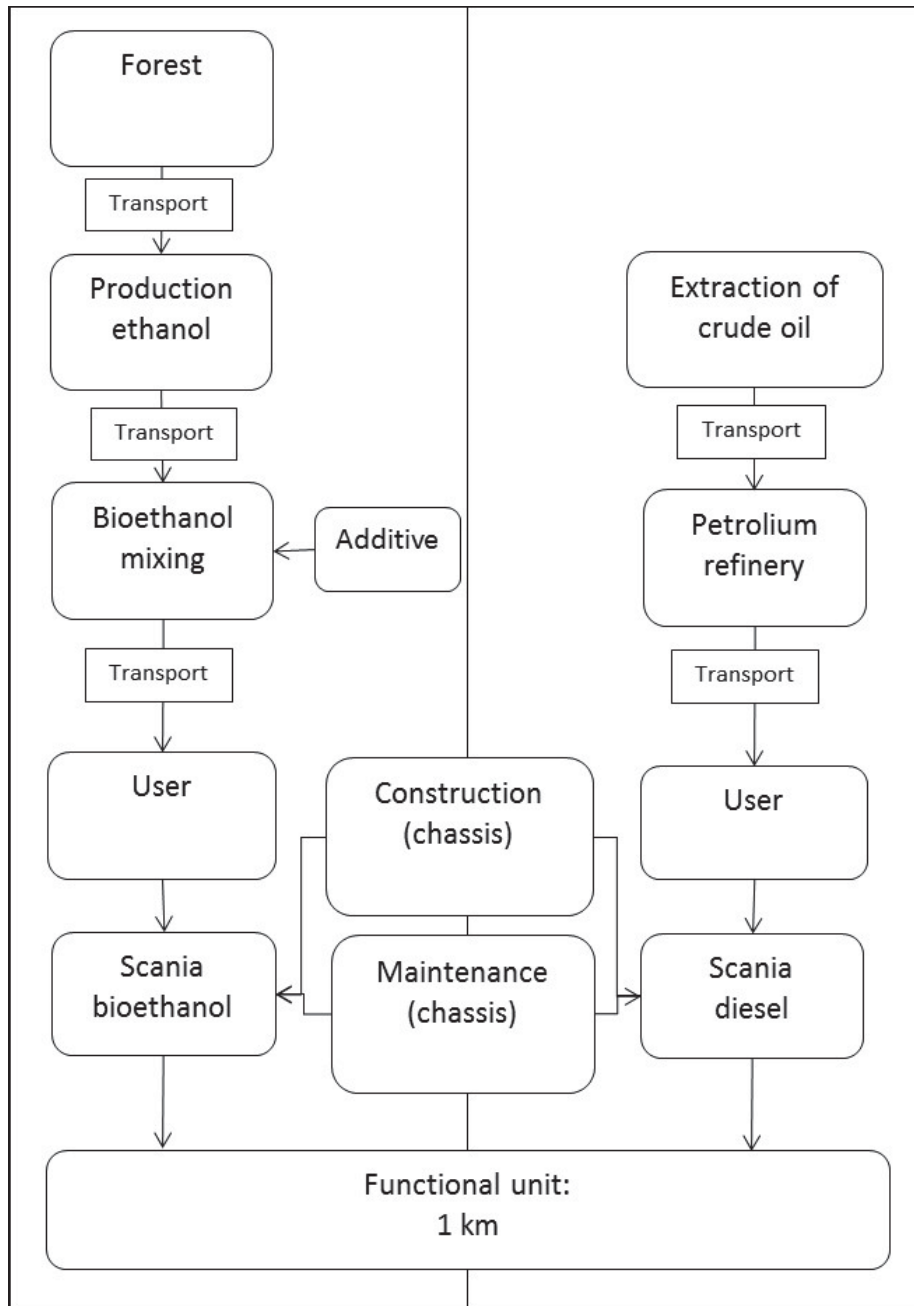 Forest
Transport
Production
ethanol
Transport
Bioethanol
mixing
Additive
Transport
User
Scania
bioethanol
Construction
(chassis)
Maintenance
(chassis)
Extraction of
crude oil
Transport
Petrolium
refinery
Transport
User
Scania
diesel
Functional unit:
1 km